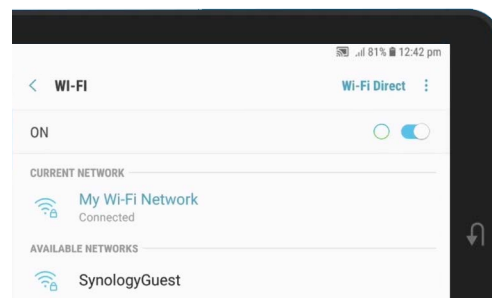 81% 12:42 pm
WI-FI Wi-Fi Direct
ON
CURRENT NETWORK
My Wi-Fi Network
Connected
AVAILABLE NETWORKS
SynologyGuest